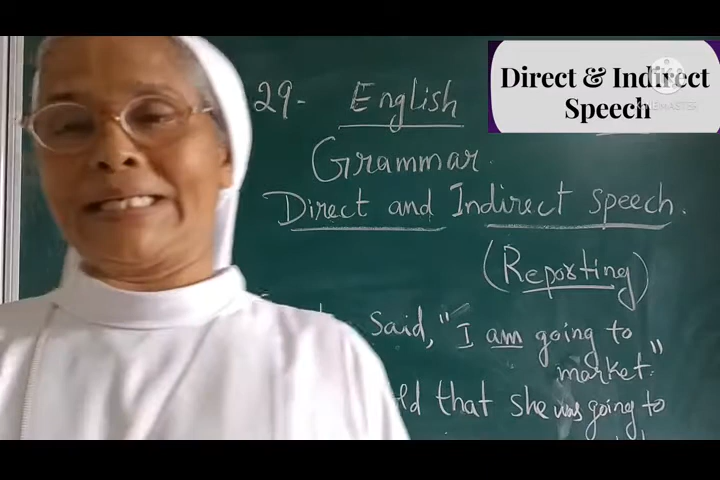 29- English
Grammar.
Direct and Indirect Speech.
(Reporting)
said, "I am going to
market."
that she was going to
Direct & Indirect
Speech
KINEMASTER